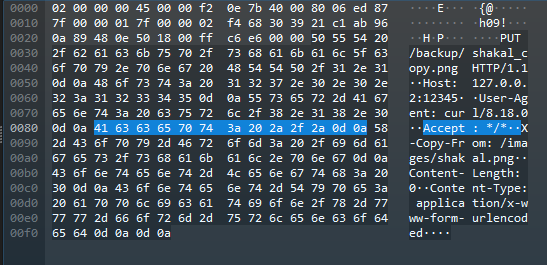 0000 02 00 00 00 45 00 00 f2 0e 7b 40 00 80 06 ed 87 ····E····{@·····
0010 7f 00 00 01 7f 00 00 02 f4 68 30 39 21 c1 ab 96 ·········h09!···
0020 0a 89 48 0e 50 18 00 ff c6 e6 00 00 50 55 54 20 ··H·P·······PUT
0030 2f 62 61 63 6b 75 70 2f 73 68 61 6b 61 6c 5f 63 /backup/shakal_c
0040 6f 70 79 2e 70 6e 67 20 48 54 54 50 2f 31 2e 31 opy.png HTTP/1.1
0050 0d 0a 48 6f 73 74 3a 20 31 32 37 2e 30 2e 30 2e ··Host: 127.0.0.
0060 32 3a 31 32 33 34 35 0d 0a 55 73 65 72 2d 41 67 2:12345··User-Ag
0070 65 6e 74 3a 20 63 75 72 6c 2f 38 2e 31 38 2e 30 ent: curl/8.18.0
0080 0d 0a 41 63 63 65 70 74 3a 20 2a 2f 2a 0d 0a 58 ··Accept: */*··X
0090 2d 43 6f 70 79 2d 46 72 6f 6d 3a 20 2f 69 6d 61 -Copy-From: /ima
00a0 67 65 73 2f 73 68 61 6b 61 6c 2e 70 6e 67 0d 0a ges/shakal.png··
00b0 43 6f 6e 74 65 6e 74 2d 4c 65 6e 67 74 68 3a 20 Content-Length:
00c0 30 0d 0a 43 6f 6e 74 65 6e 74 2d 54 79 70 65 3a 0··Content-Type:
00d0 20 61 70 70 6c 69 63 61 74 69 6f 6e 2f 78 2d 77 application/x-w
00e0 77 77 2d 66 6f 72 6d 2d 75 72 6c 65 6e 63 6f 64 ww-form-urlencod
00f0 65 64 0d 0a 0d 0a ed····